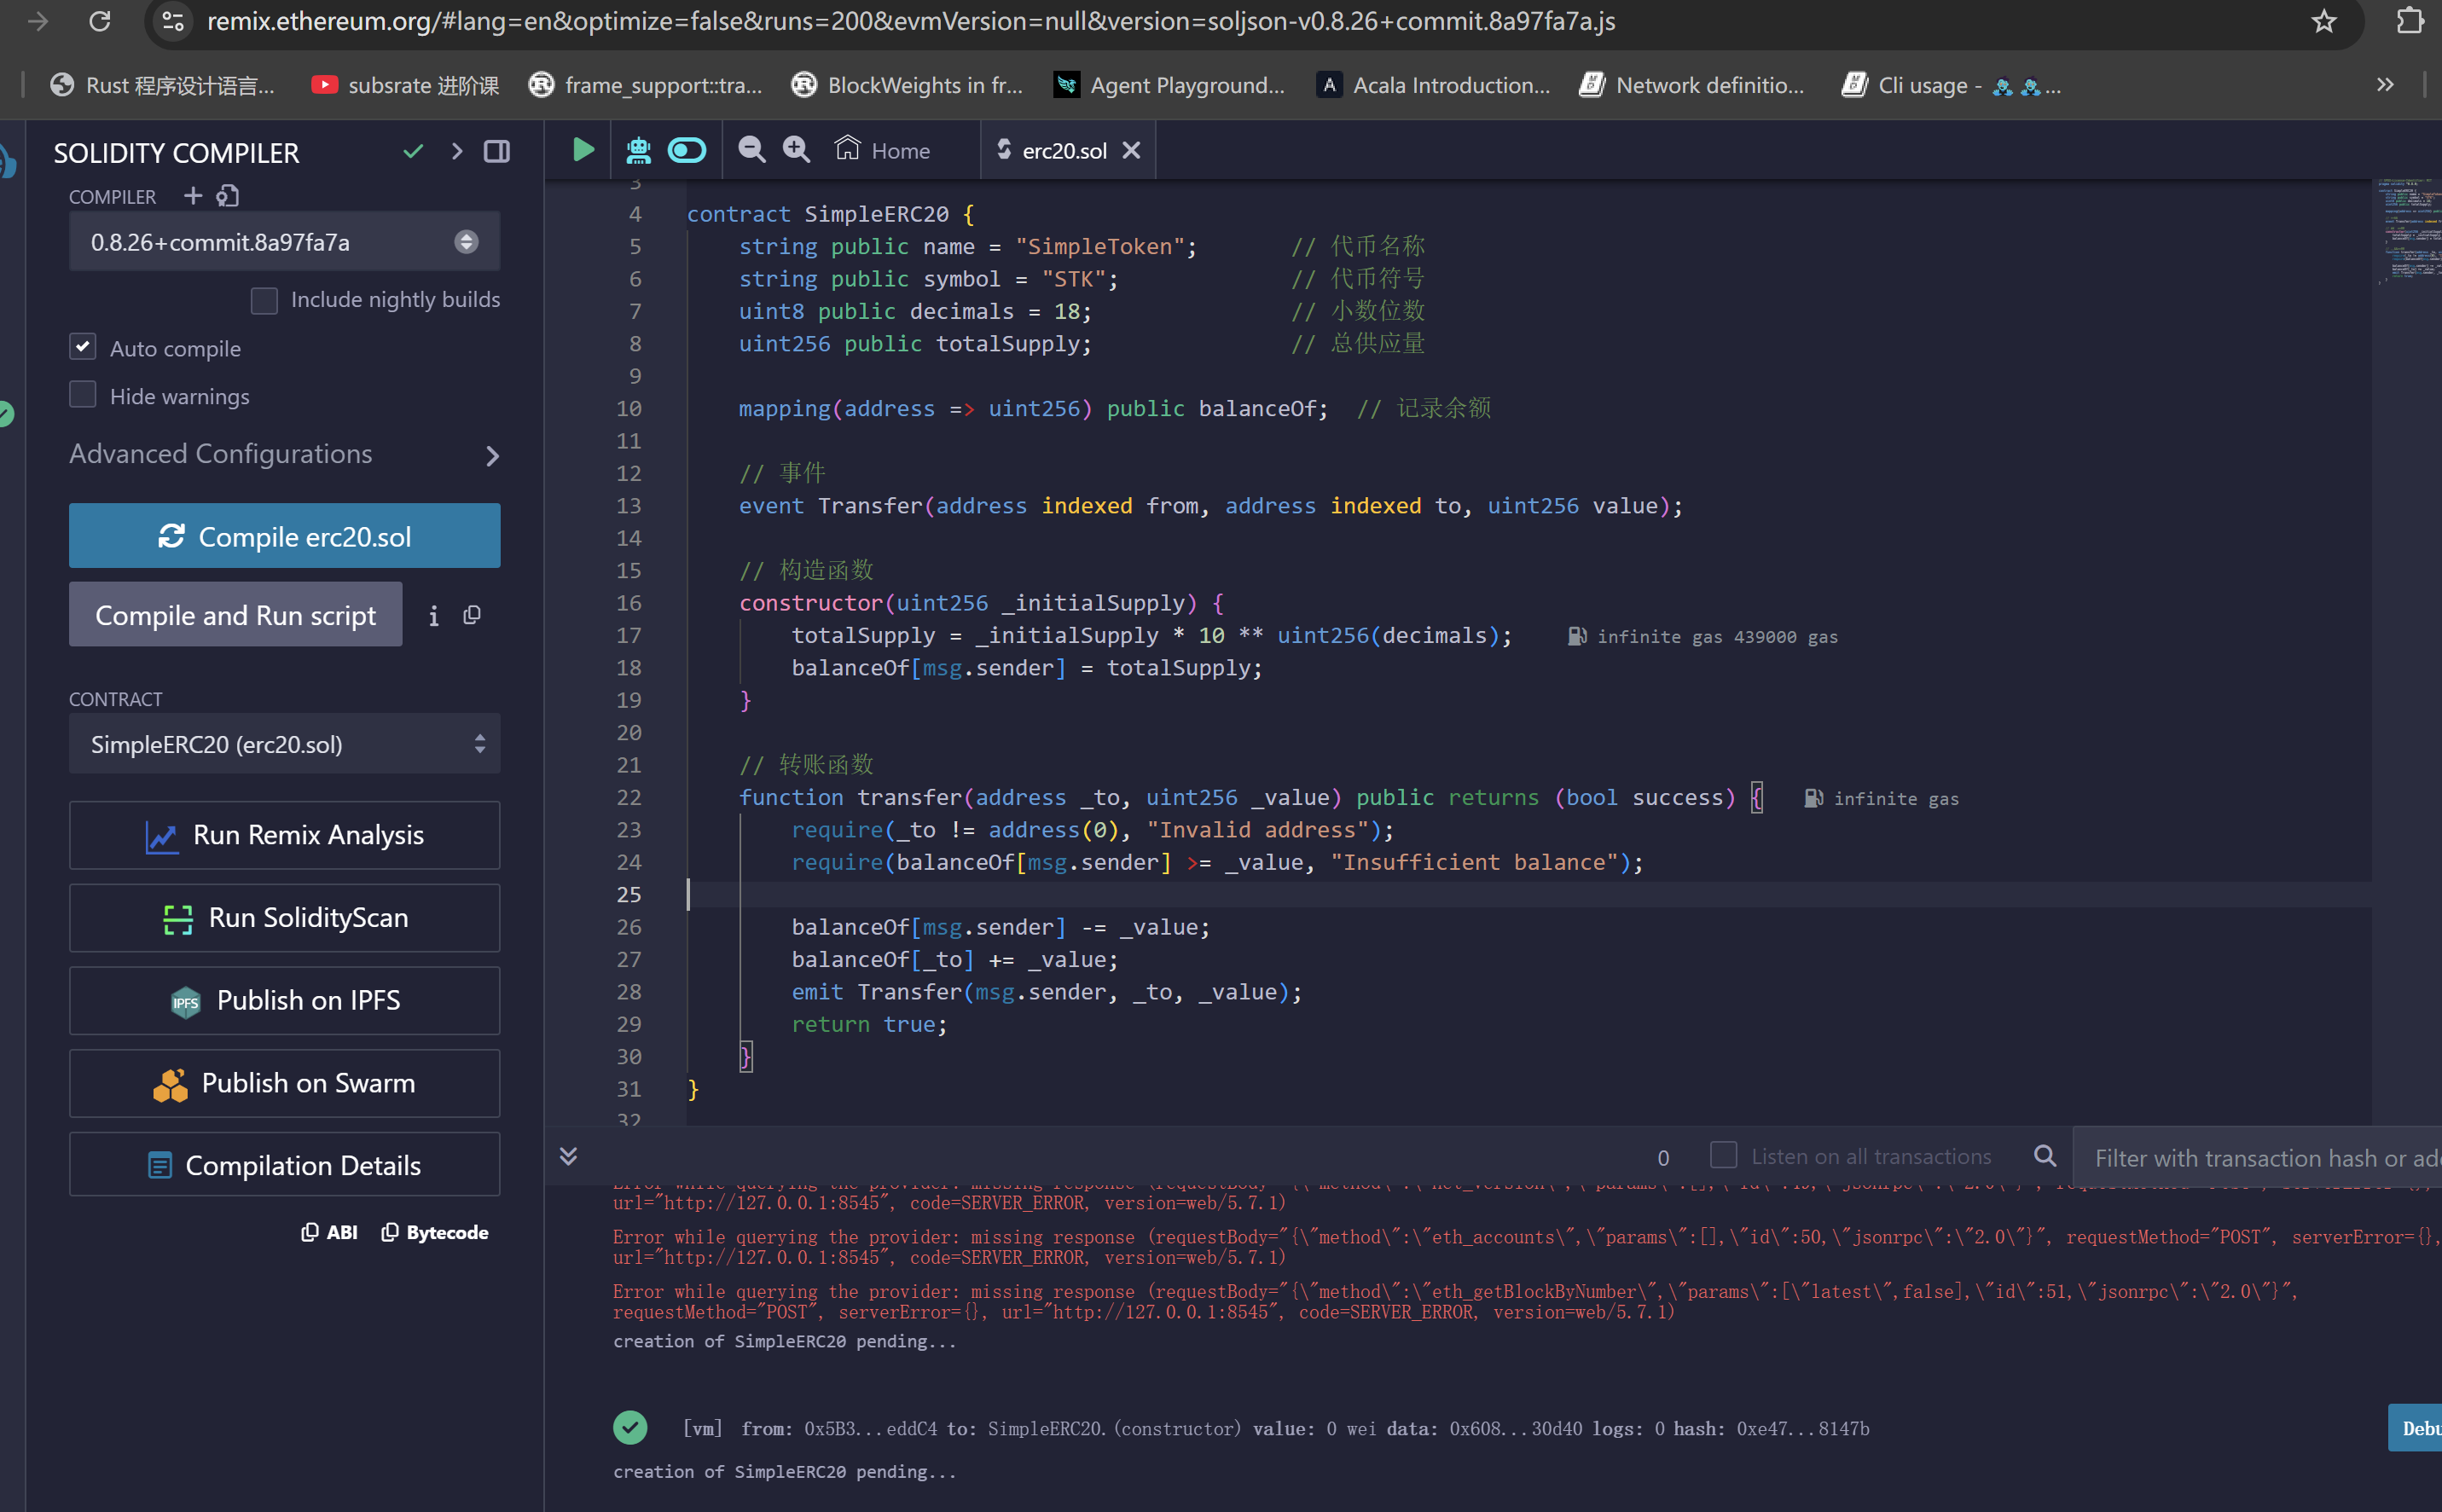 remix.ethereum.org/#lang=en&optimize=false&runs=200&evmVersion=null&version=soljson-v0.8.26+commit.8a97fa7a.js
Rust 程序设计语言...
subsrate 进阶课
frame_support::tra...
BlockWeights in fr...
Agent Playground...
A Acala Introduction...
Network definitio...
Cli usage - ...
SOLIDITY COMPILER
COMPILER
0.8.26+commit.8a97fa7a
Include nightly builds
Auto compile
Hide warnings
Advanced Configurations
Compile erc20.sol
Compile and Run script
CONTRACT
SimpleERC20 (erc20.sol)
Run Remix Analysis
Run SolidityScan
IPFS Publish on IPFS
Publish on Swarm
Compilation Details
ABI Bytecode
Home
erc20.sol
3
4 contract SimpleERC20 {
5 string public name = "SimpleToken"; // 代币名称
6 string public symbol = "STK"; // 代币符号
7 uint8 public decimals = 18; // 小数位数
8 uint256 public totalSupply; // 总供应量
9
10 mapping(address => uint256) public balanceOf; // 记录余额
11
12 // 事件
13 event Transfer(address indexed from, address indexed to, uint256 value);
14
15 // 构造函数
16 constructor(uint256 _initialSupply) {
17 totalSupply = _initialSupply * 10 ** uint256(decimals); infinite gas 439000 gas
18 balanceOf[msg.sender] = totalSupply;
19 }
20
21 // 转账函数
22 function transfer(address _to, uint256 _value) public returns (bool success) { infinite gas
23 require(_to != address(0), "Invalid address");
24 require(balanceOf[msg.sender] >= _value, "Insufficient balance");
25
26 balanceOf[msg.sender] -= _value;
27 balanceOf[_to] += _value;
28 emit Transfer(msg.sender, _to, _value);
29 return true;
30 }
31 }
32
0 Listen on all transactions Filter with transaction hash or ad
url="http://127.0.0.1:8545", code=SERVER_ERROR, version=web/5.7.1)
Error while querying the provider: missing response (requestBody="{\"method\":\"eth_accounts\",\"params\":[],\"id\":50,\"jsonrpc\":\"2.0\"}", requestMethod="POST", serverError={},
url="http://127.0.0.1:8545", code=SERVER_ERROR, version=web/5.7.1)
Error while querying the provider: missing response (requestBody="{\"method\":\"eth_getBlockByNumber\",\"params\":[\"latest\",false],\"id\":51,\"jsonrpc\":\"2.0\"}",
requestMethod="POST", serverError={}, url="http://127.0.0.1:8545", code=SERVER_ERROR, version=web/5.7.1)
creation of SimpleERC20 pending...
[vm] from: 0x5B3...eddC4 to: SimpleERC20.(constructor) value: 0 wei data: 0x608...30d40 logs: 0 hash: 0xe47...8147b
Debu
creation of SimpleERC20 pending...